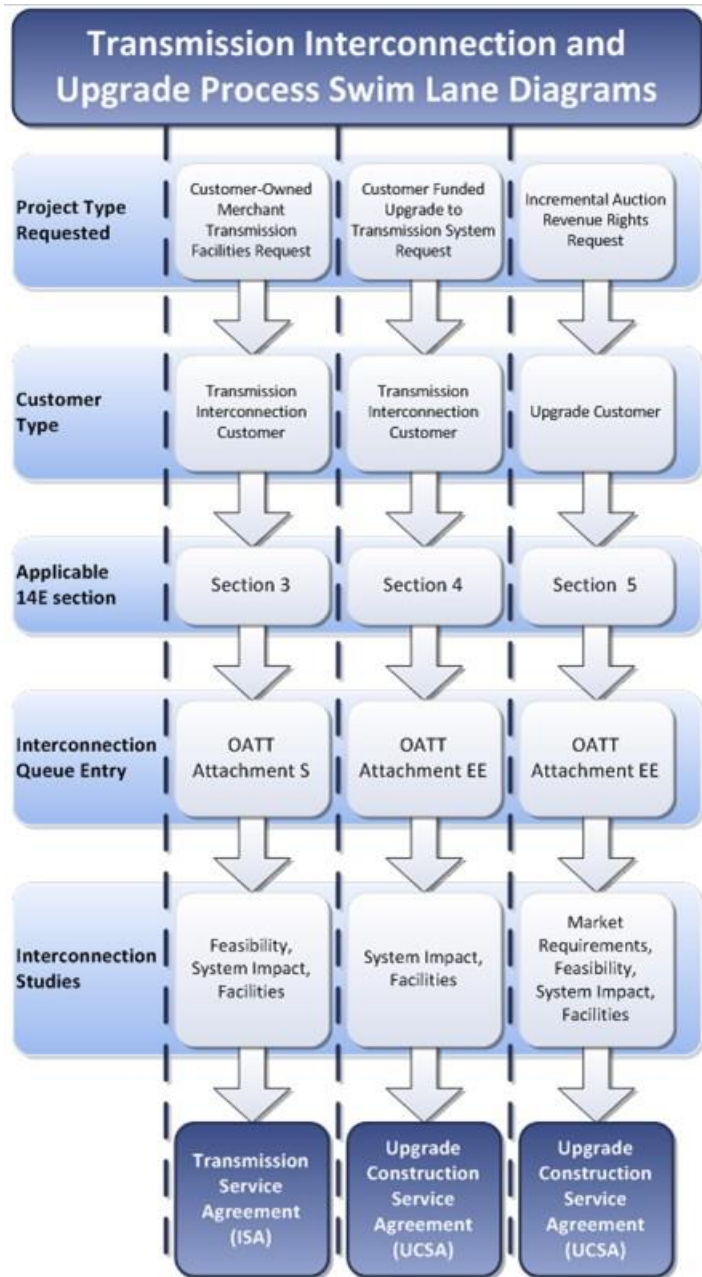 Transmission Interconnection and
Upgrade Process Swim Lane Diagrams
Project Type
Requested
Customer-Owned
Merchant
Transmission
Facilities Request
Customer Funded
Upgrade to
Transmission System
Request
Incremental Auction
Revenue Rights
Request
Customer
Type
Transmission
Interconnection
Customer
Transmission
Interconnection
Customer
Upgrade Customer
Applicable
14E section
Section 3
Section 4
Section 5
Interconnection
Queue Entry
OATT
Attachment S
OATT
Attachment EE
OATT
Attachment EE
Interconnection
Studies
Feasibility,
System Impact,
Facilities
System Impact,
Facilities
Market
Requirements,
Feasibility,
System Impact,
Facilities
Transmission
Service
Agreement
(ISA)
Upgrade
Construction
Service
Agreement
(UCSA)
Upgrade
Construction
Service
Agreement
(UCSA)